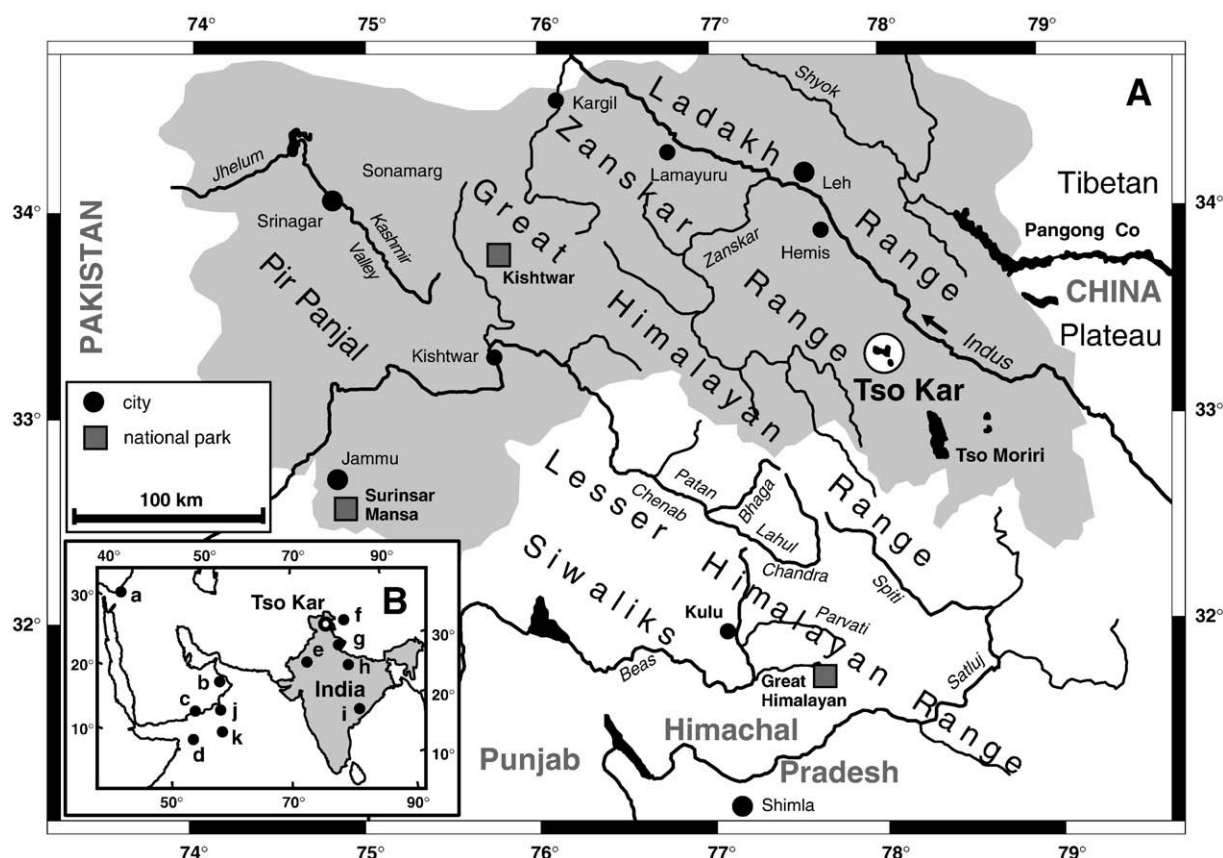 74° 75° 76° 77° 78° 79°
A
Shyok
Kargil
Ladakh
Range
Zanskar
Range
Lamayuru
Leh
Tibetan
Jhelum
Sonamarg
34°
34°
Srinagar
Kashmir
Valley
Great
Himalayan
Range
Zanskar
Hemis
Pangong Co
PAKISTAN
Kishtwar
CHINA
Plateau
Pir Panjal
Kishtwar
Indus
Tso Kar
city
national park
100 km
33°
33°
Tso Moriri
Jammu
Surinsar
Mansa
Lesser
Himalayan
Range
Patan
Chenab
Bhaga
Lahul
Chandra
Spiti
Siwaliks
Parvati
32°
32°
Kulu
Beas
Great
Himalayan
Satluj
Himachal
Pradesh
Punjab
Shimla
40° 50° 70° 90°
B
Tso Kar
30°
a
f
30°
g
e
h
20°
India
b
20°
c
j
i
10°
k
d
10°
50° 70° 90°
74° 75° 76° 77° 78° 79°